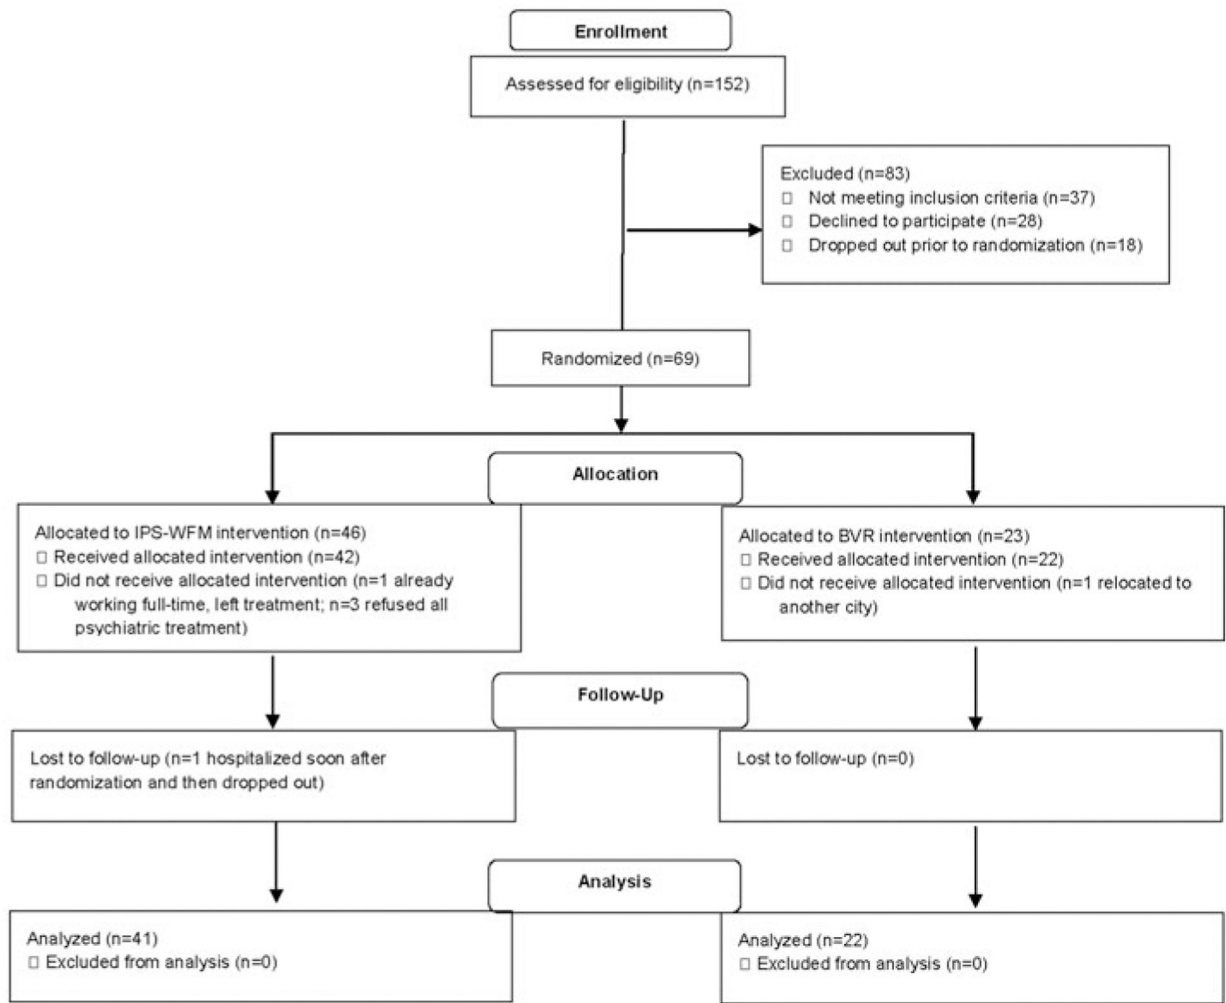 Enrollment
Assessed for eligibility (n=152)
Excluded (n=83)
□ Not meeting inclusion criteria (n=37)
□ Declined to participate (n=28)
□ Dropped out prior to randomization (n=18)
Randomized (n=69)
Allocation
Allocated to IPS-WFM intervention (n=46)
□ Received allocated intervention (n=42)
□ Did not receive allocated intervention (n=1 already
working full-time, left treatment; n=3 refused all
psychiatric treatment)
Allocated to BVR intervention (n=23)
□ Received allocated intervention (n=22)
□ Did not receive allocated intervention (n=1 relocated to
another city)
Follow-Up
Lost to follow-up (n=1 hospitalized soon after
randomization and then dropped out)
Lost to follow-up (n=0)
Analysis
Analyzed (n=41)
□ Excluded from analysis (n=0)
Analyzed (n=22)
□ Excluded from analysis (n=0)